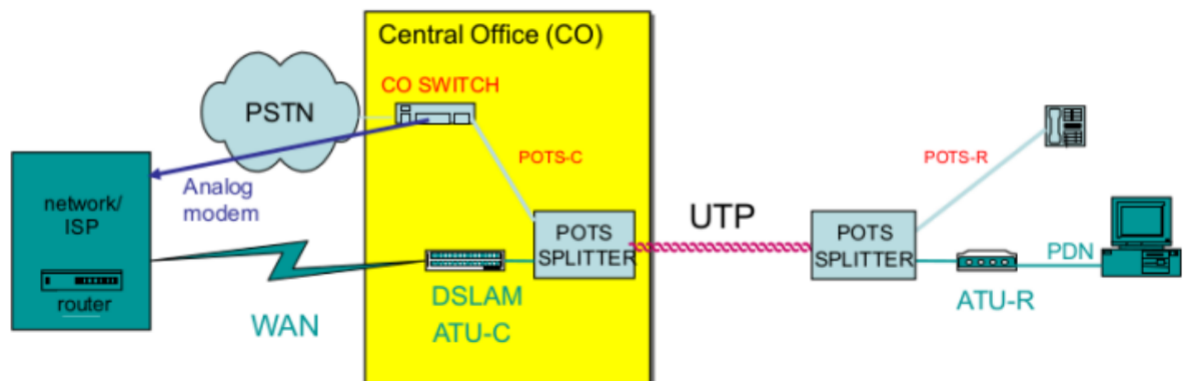 Central Office (CO)
CO SWITCH
PSTN
POTS-C
POTS-R
Analog
modem
network/
ISP
router
WAN
DSLAM
ATU-C
POTS
SPLITTER
UTP
POTS
SPLITTER
PDN
ATU-R